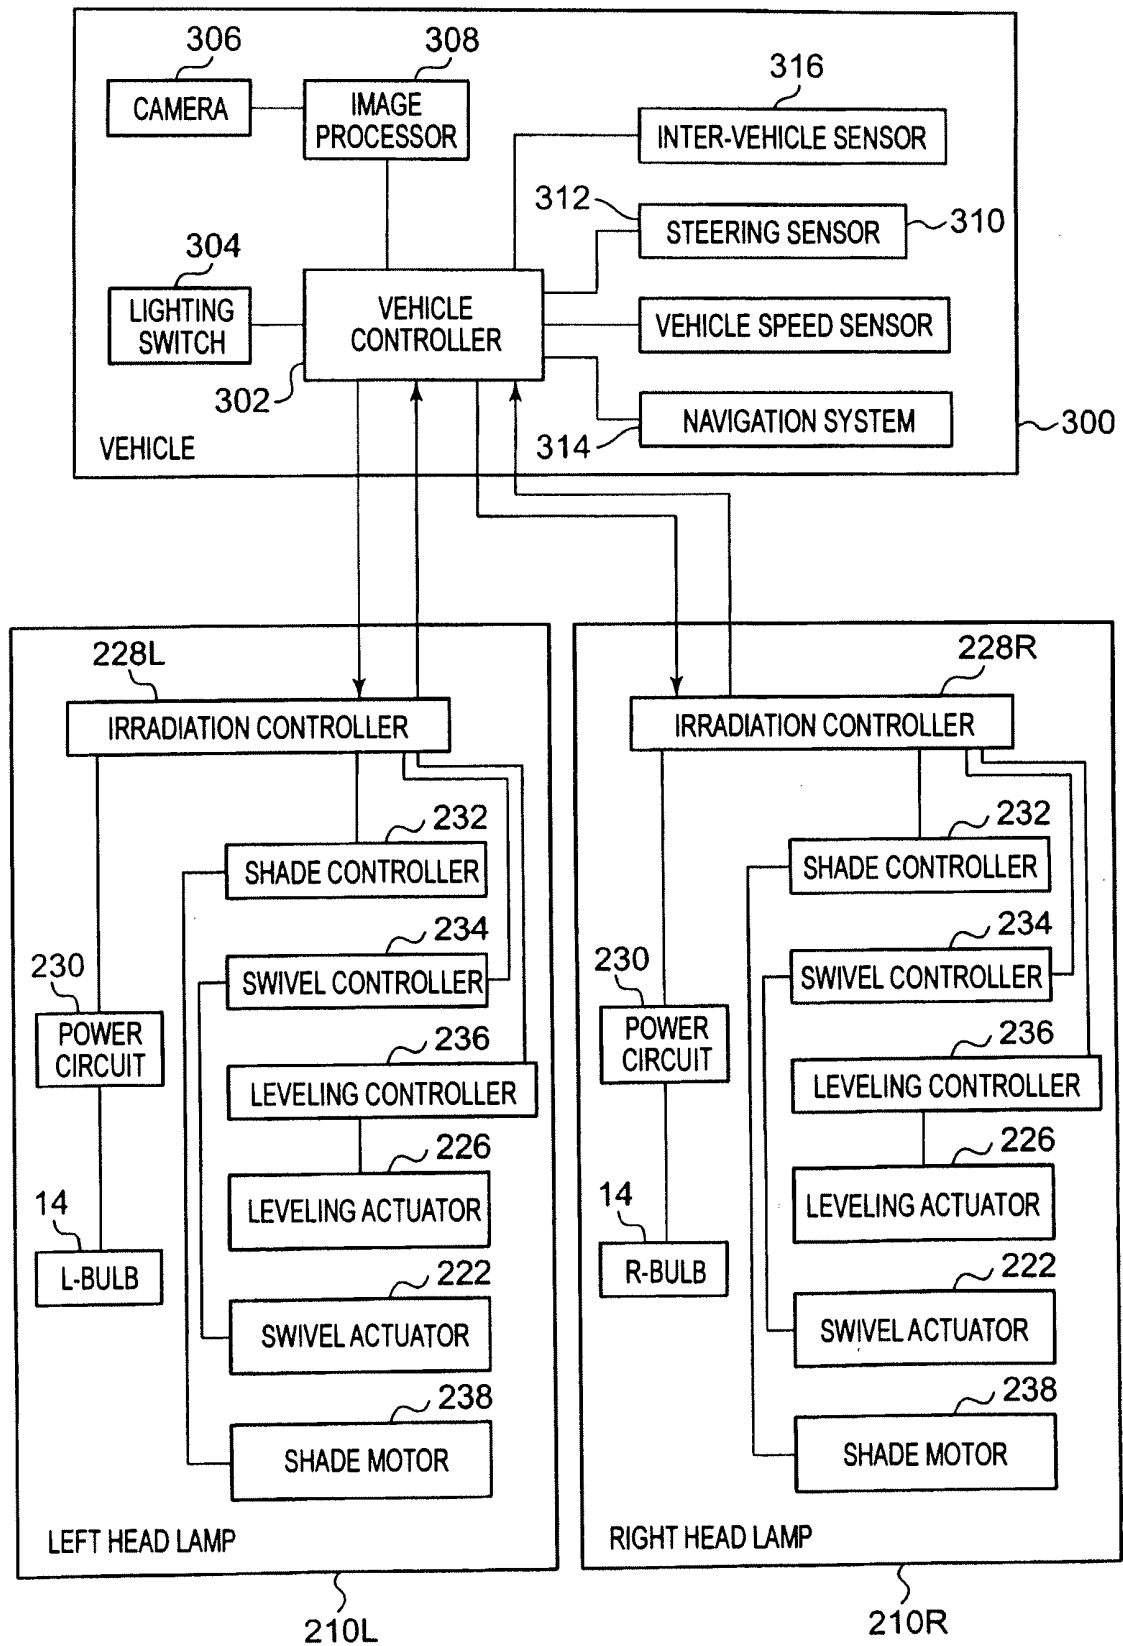 306
308
316
CAMERA
IMAGE
PROCESSOR
INTER-VEHICLE SENSOR
312
310
STEERING SENSOR
304
LIGHTING
SWITCH
VEHICLE
CONTROLLER
VEHICLE SPEED SENSOR
302
NAVIGATION SYSTEM
314
300
VEHICLE
228L
IRRADIATION CONTROLLER
232
SHADE CONTROLLER
234
SWIVEL CONTROLLER
230
POWER
CIRCUIT
236
LEVELING CONTROLLER
226
LEVELING ACTUATOR
14
L-BULB
222
SWIVEL ACTUATOR
238
SHADE MOTOR
LEFT HEAD LAMP
210L
228R
IRRADIATION CONTROLLER
232
SHADE CONTROLLER
234
SWIVEL CONTROLLER
230
POWER
CIRCUIT
236
LEVELING CONTROLLER
226
LEVELING ACTUATOR
14
R-BULB
222
SWIVEL ACTUATOR
238
SHADE MOTOR
RIGHT HEAD LAMP
210R